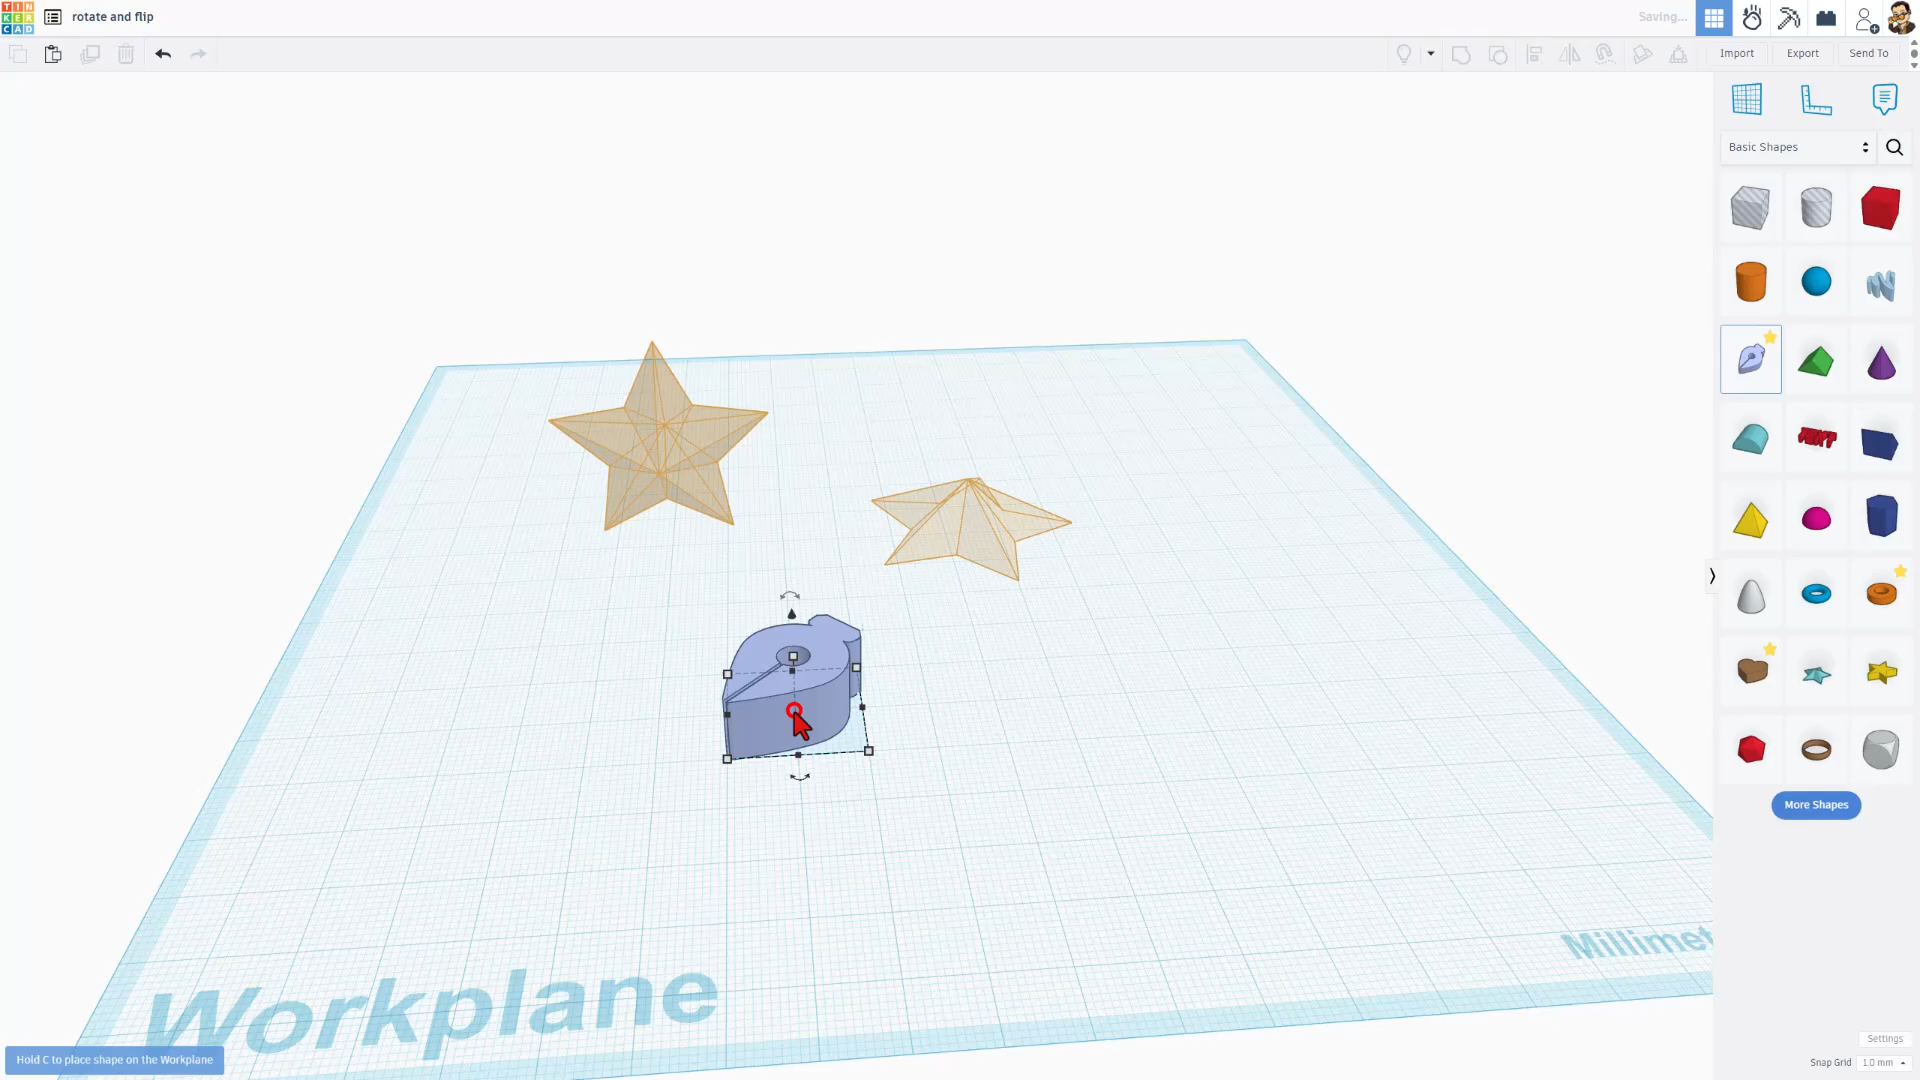 TIN
KER
CAD
rotate and flip
Saving...
Import
Export
Send To
Basic Shapes
More Shapes
Workplane
Hold C to place shape on the Workplane
Settings
Snap Grid
1.0 mm